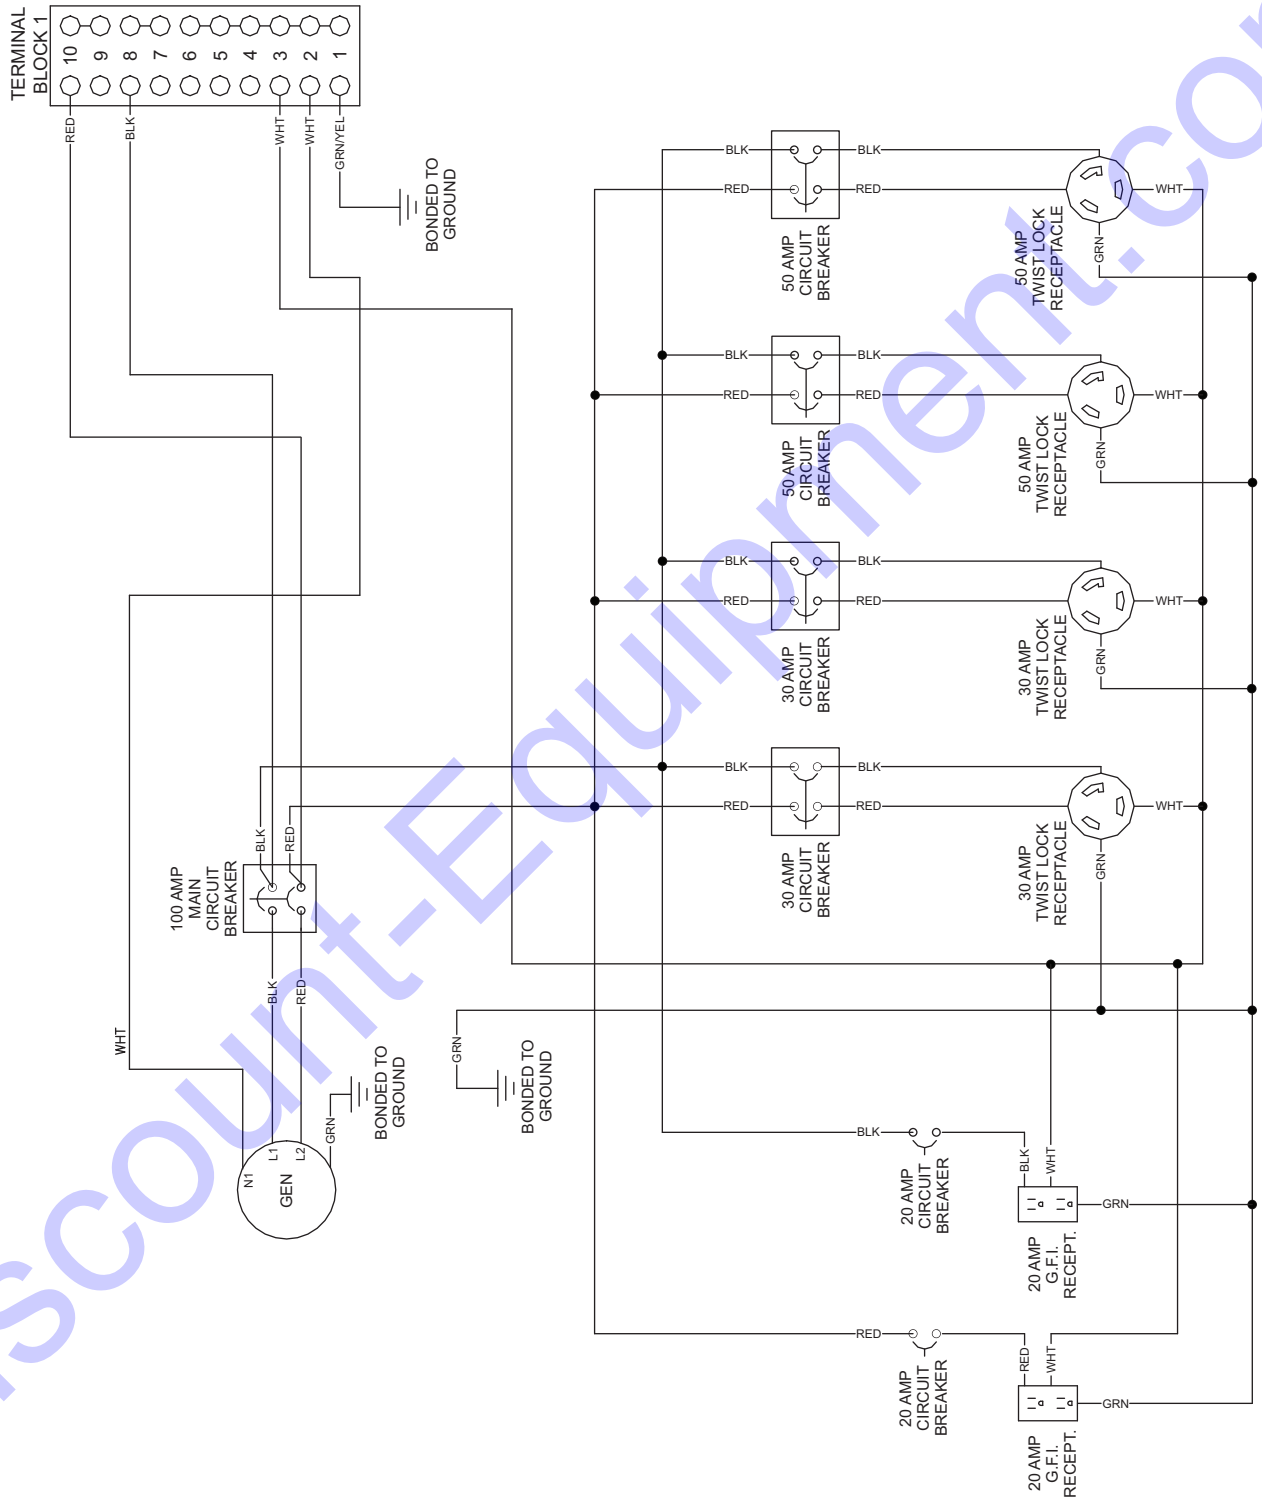 TERMINAL
BLOCK 1
10
9
8
7
6
5
4
3
2
1
RED
BLK
WHT
WHT
GRN/YEL
BONDED TO
GROUND
BLK
RED
BLK
RED
50 AMP
CIRCUIT
BREAKER
50 AMP
TWIST LOCK
RECEPTACLE
WHT
GRN
BLK
RED
BLK
RED
50 AMP
CIRCUIT
BREAKER
50 AMP
TWIST LOCK
RECEPTACLE
WHT
GRN
BLK
RED
BLK
RED
30 AMP
CIRCUIT
BREAKER
30 AMP
TWIST LOCK
RECEPTACLE
WHT
GRN
BLK
RED
BLK
RED
30 AMP
CIRCUIT
BREAKER
30 AMP
TWIST LOCK
RECEPTACLE
WHT
GRN
100 AMP
MAIN
CIRCUIT
BREAKER
BLK
RED
BLK
RED
WHT
N1
L1
L2
GEN
GRN
BONDED TO
GROUND
GRN
BONDED TO
GROUND
BLK
20 AMP
CIRCUIT
BREAKER
BLK
WHT
GRN
20 AMP
G.F.I.
RECEPT.
RED
20 AMP
CIRCUIT
BREAKER
RED
WHT
GRN
20 AMP
G.F.I.
RECEPT.
scount-Equipment.co